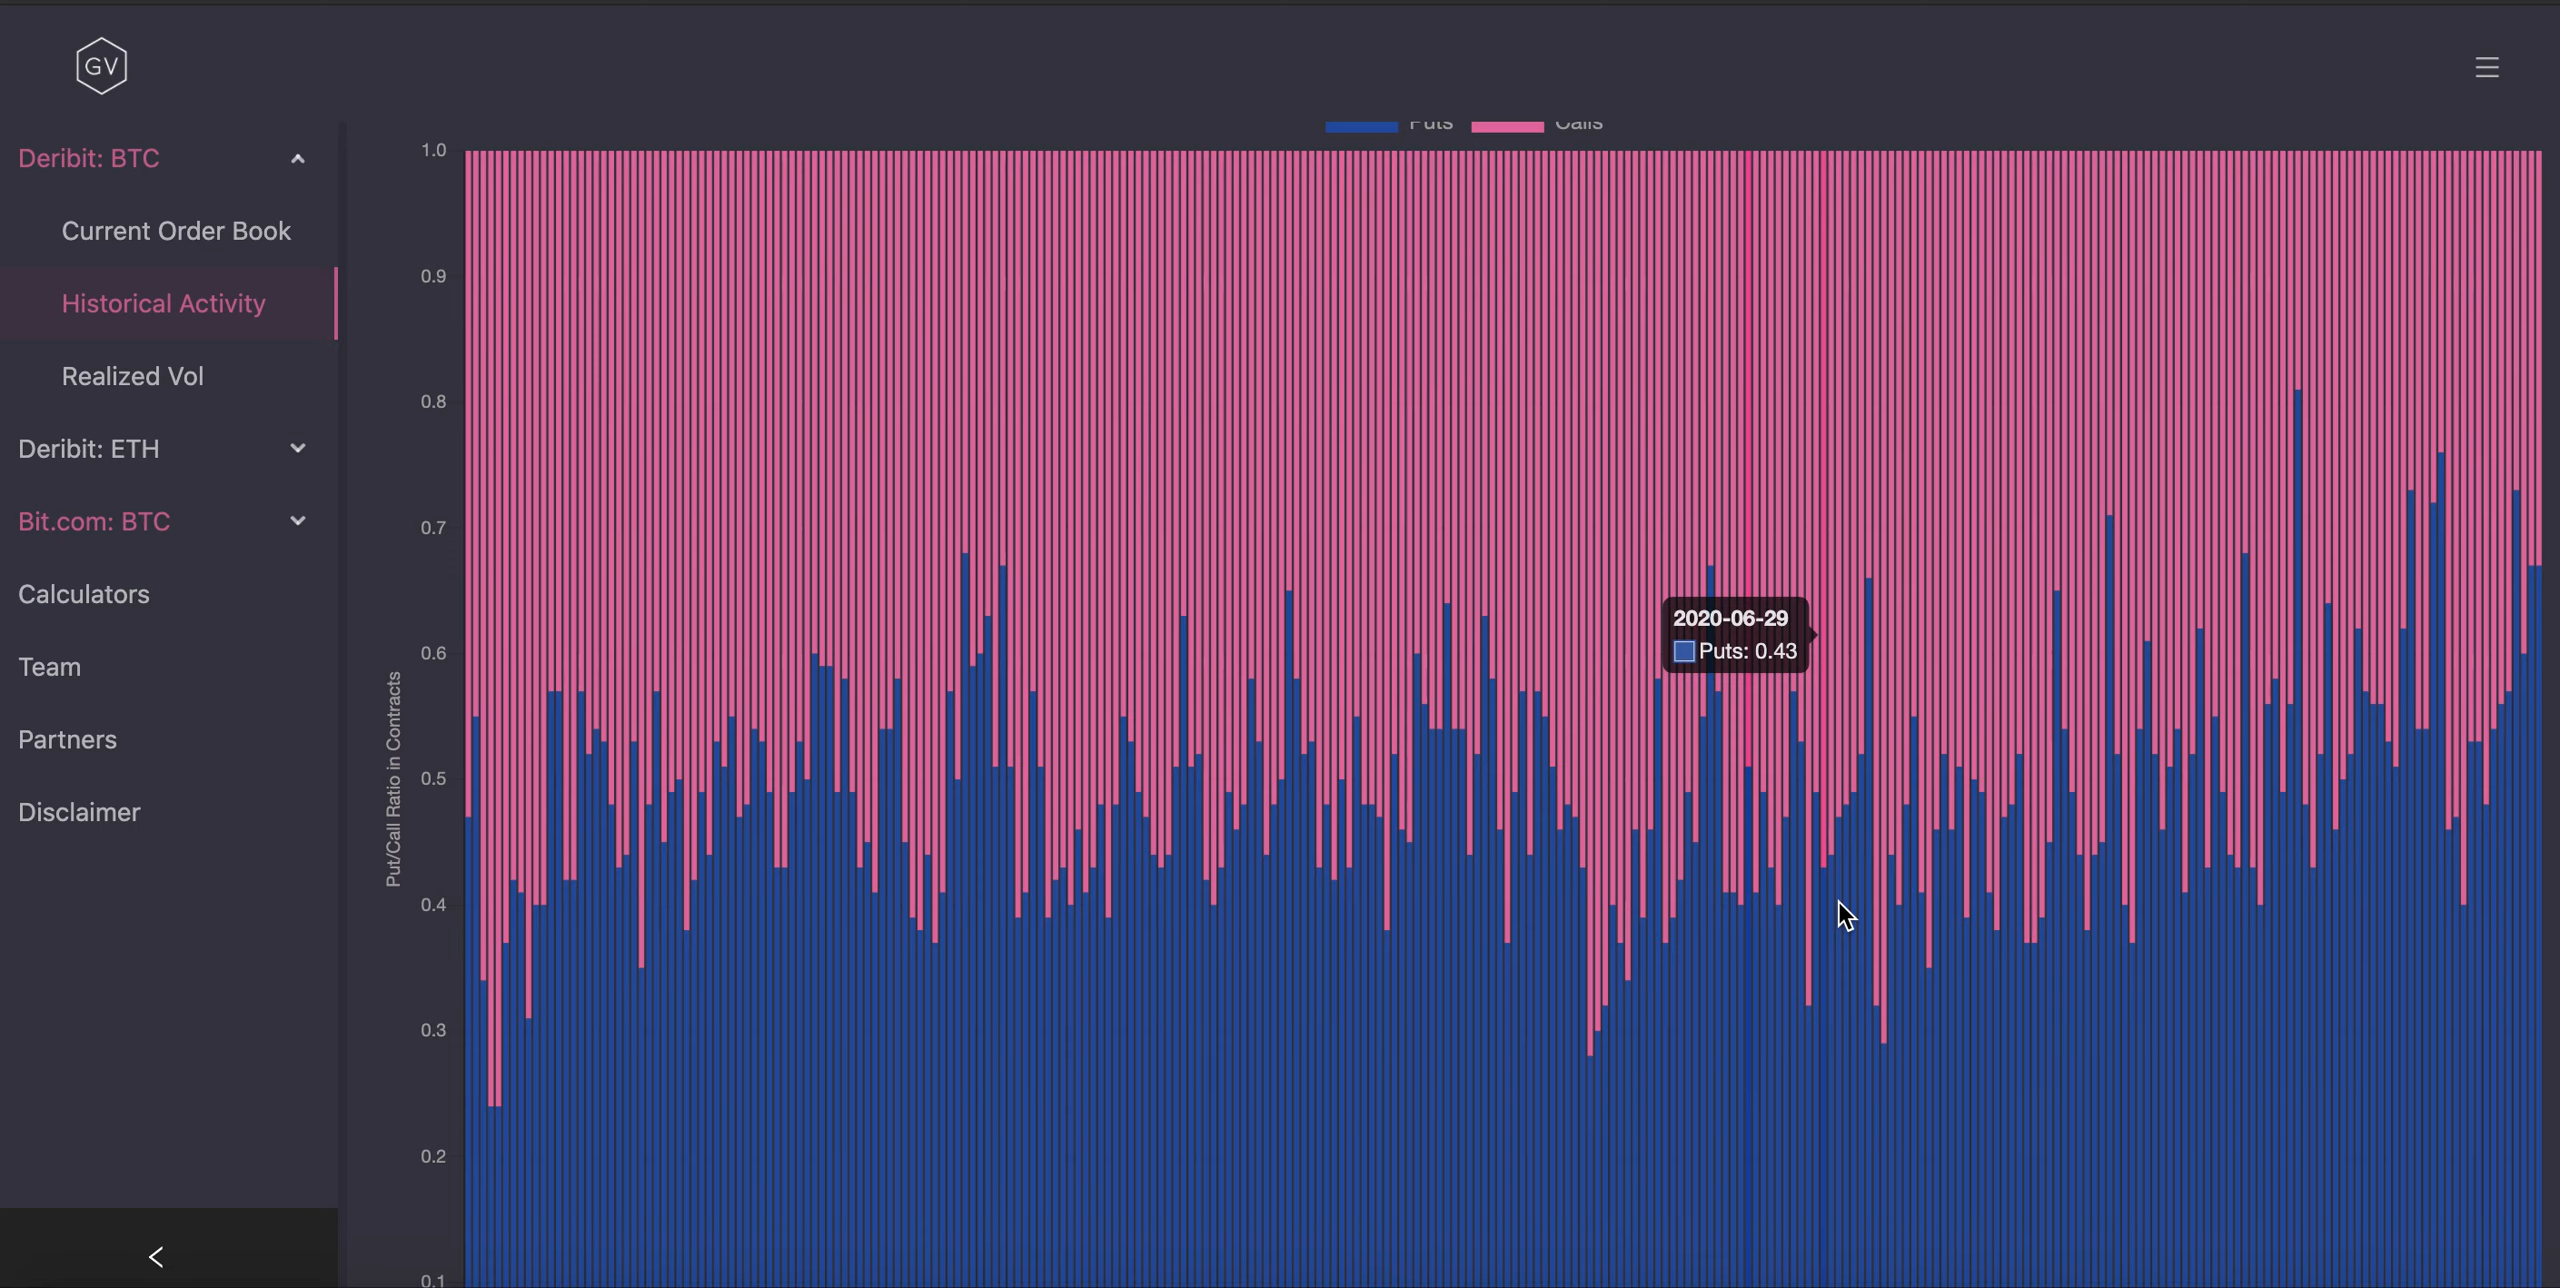 GV
Puts
Calls
Deribit: BTC
Current Order Book
Historical Activity
Realized Vol
Deribit: ETH
Bit.com: BTC
Calculators
Team
Partners
Disclaimer
Put/Call Ratio in Contracts
1.0
0.9
0.8
0.7
0.6
0.5
0.4
0.3
0.2
0.1
2020-06-29
Puts: 0.43